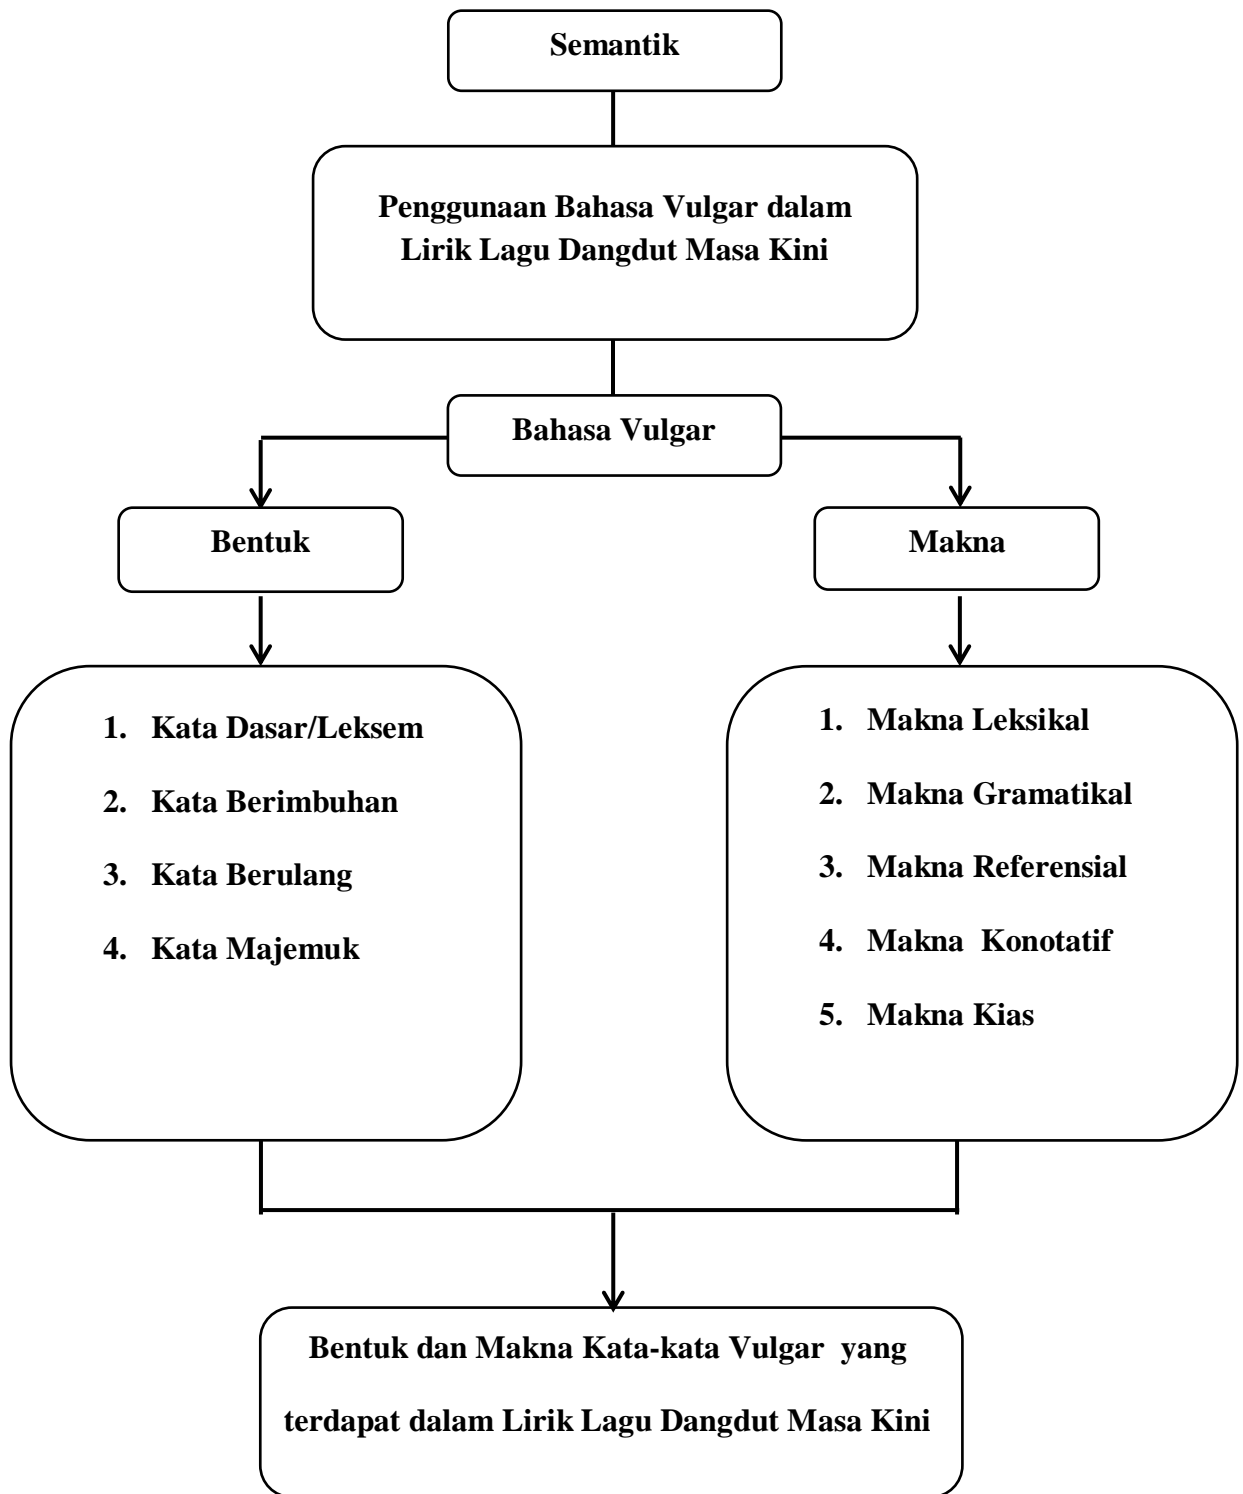 Semantik
Penggunaan Bahasa Vulgar dalam
Lirik Lagu Dangdut Masa Kini
Bahasa Vulgar
Bentuk
Makna
1. Kata Dasar/Leksem
2. Kata Berimbuhan
3. Kata Berulang
4. Kata Majemuk
1. Makna Leksikal
2. Makna Gramatikal
3. Makna Referensial
4. Makna Konotatif
5. Makna Kias
Bentuk dan Makna Kata-kata Vulgar yang
terdapat dalam Lirik Lagu Dangdut Masa Kini